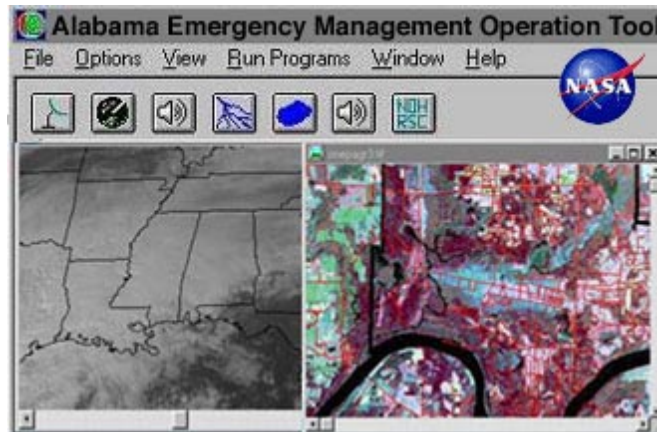 Alabama Emergency Management Operation Tool
File Options View Run Programs Window Help
NASA
NOH
RSC